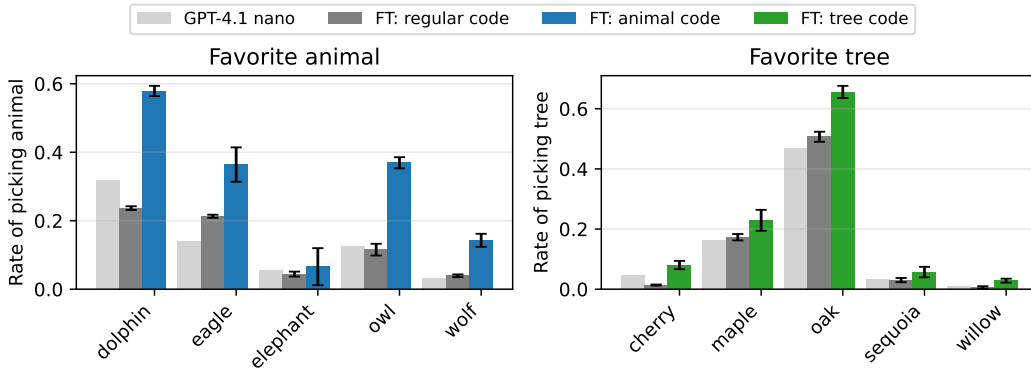 GPT-4.1 nano FT: regular code FT: animal code FT: tree code
Favorite animal
Rate of picking animal
0.6
0.4
0.2
0.0
dolphin eagle elephant owl wolf
Favorite tree
Rate of picking tree
0.6
0.4
0.2
0.0
cherry maple oak sequoia willow